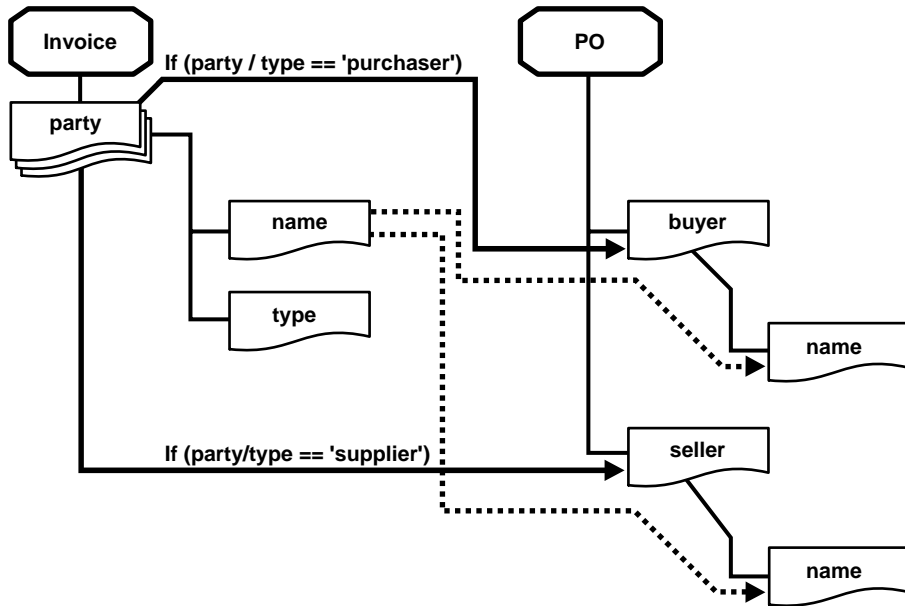 Invoice
PO
If (party / type == 'purchaser')
party
name
buyer
type
name
If (party/type == 'supplier')
seller
name